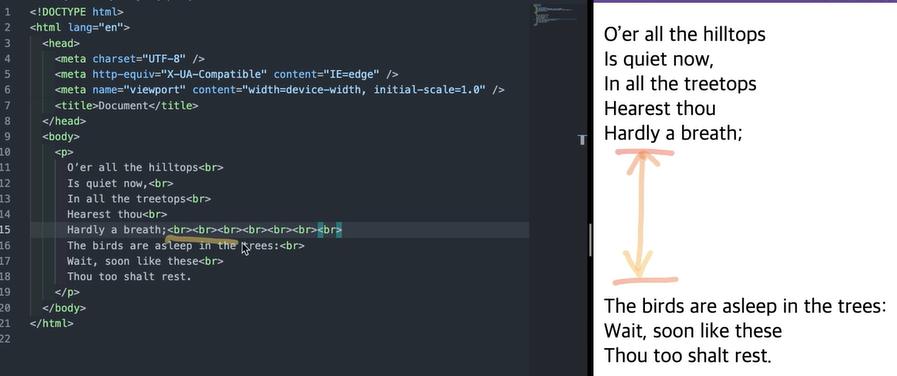 1 <!DOCTYPE html>
2 <html lang="en">
3 <head>
4 <meta charset="UTF-8" />
5 <meta http-equiv="X-UA-Compatible" content="IE=edge" />
6 <meta name="viewport" content="width=device-width, initial-scale=1.0" />
7 <title>Document</title>
8 </head>
9 <body>
10 <p>
11 O’er all the hilltops<br>
12 Is quiet now,<br>
13 In all the treetops<br>
14 Hearest thou<br>
15 Hardly a breath;<br><br><br><br><br><br><br>
16 The birds are asleep in the trees:<br>
17 Wait, soon like these<br>
18 Thou too shalt rest.
19 </p>
20 </body>
21 </html>
22
T
O’er all the hilltops
Is quiet now,
In all the treetops
Hearest thou
Hardly a breath;
The birds are asleep in the trees:
Wait, soon like these
Thou too shalt rest.